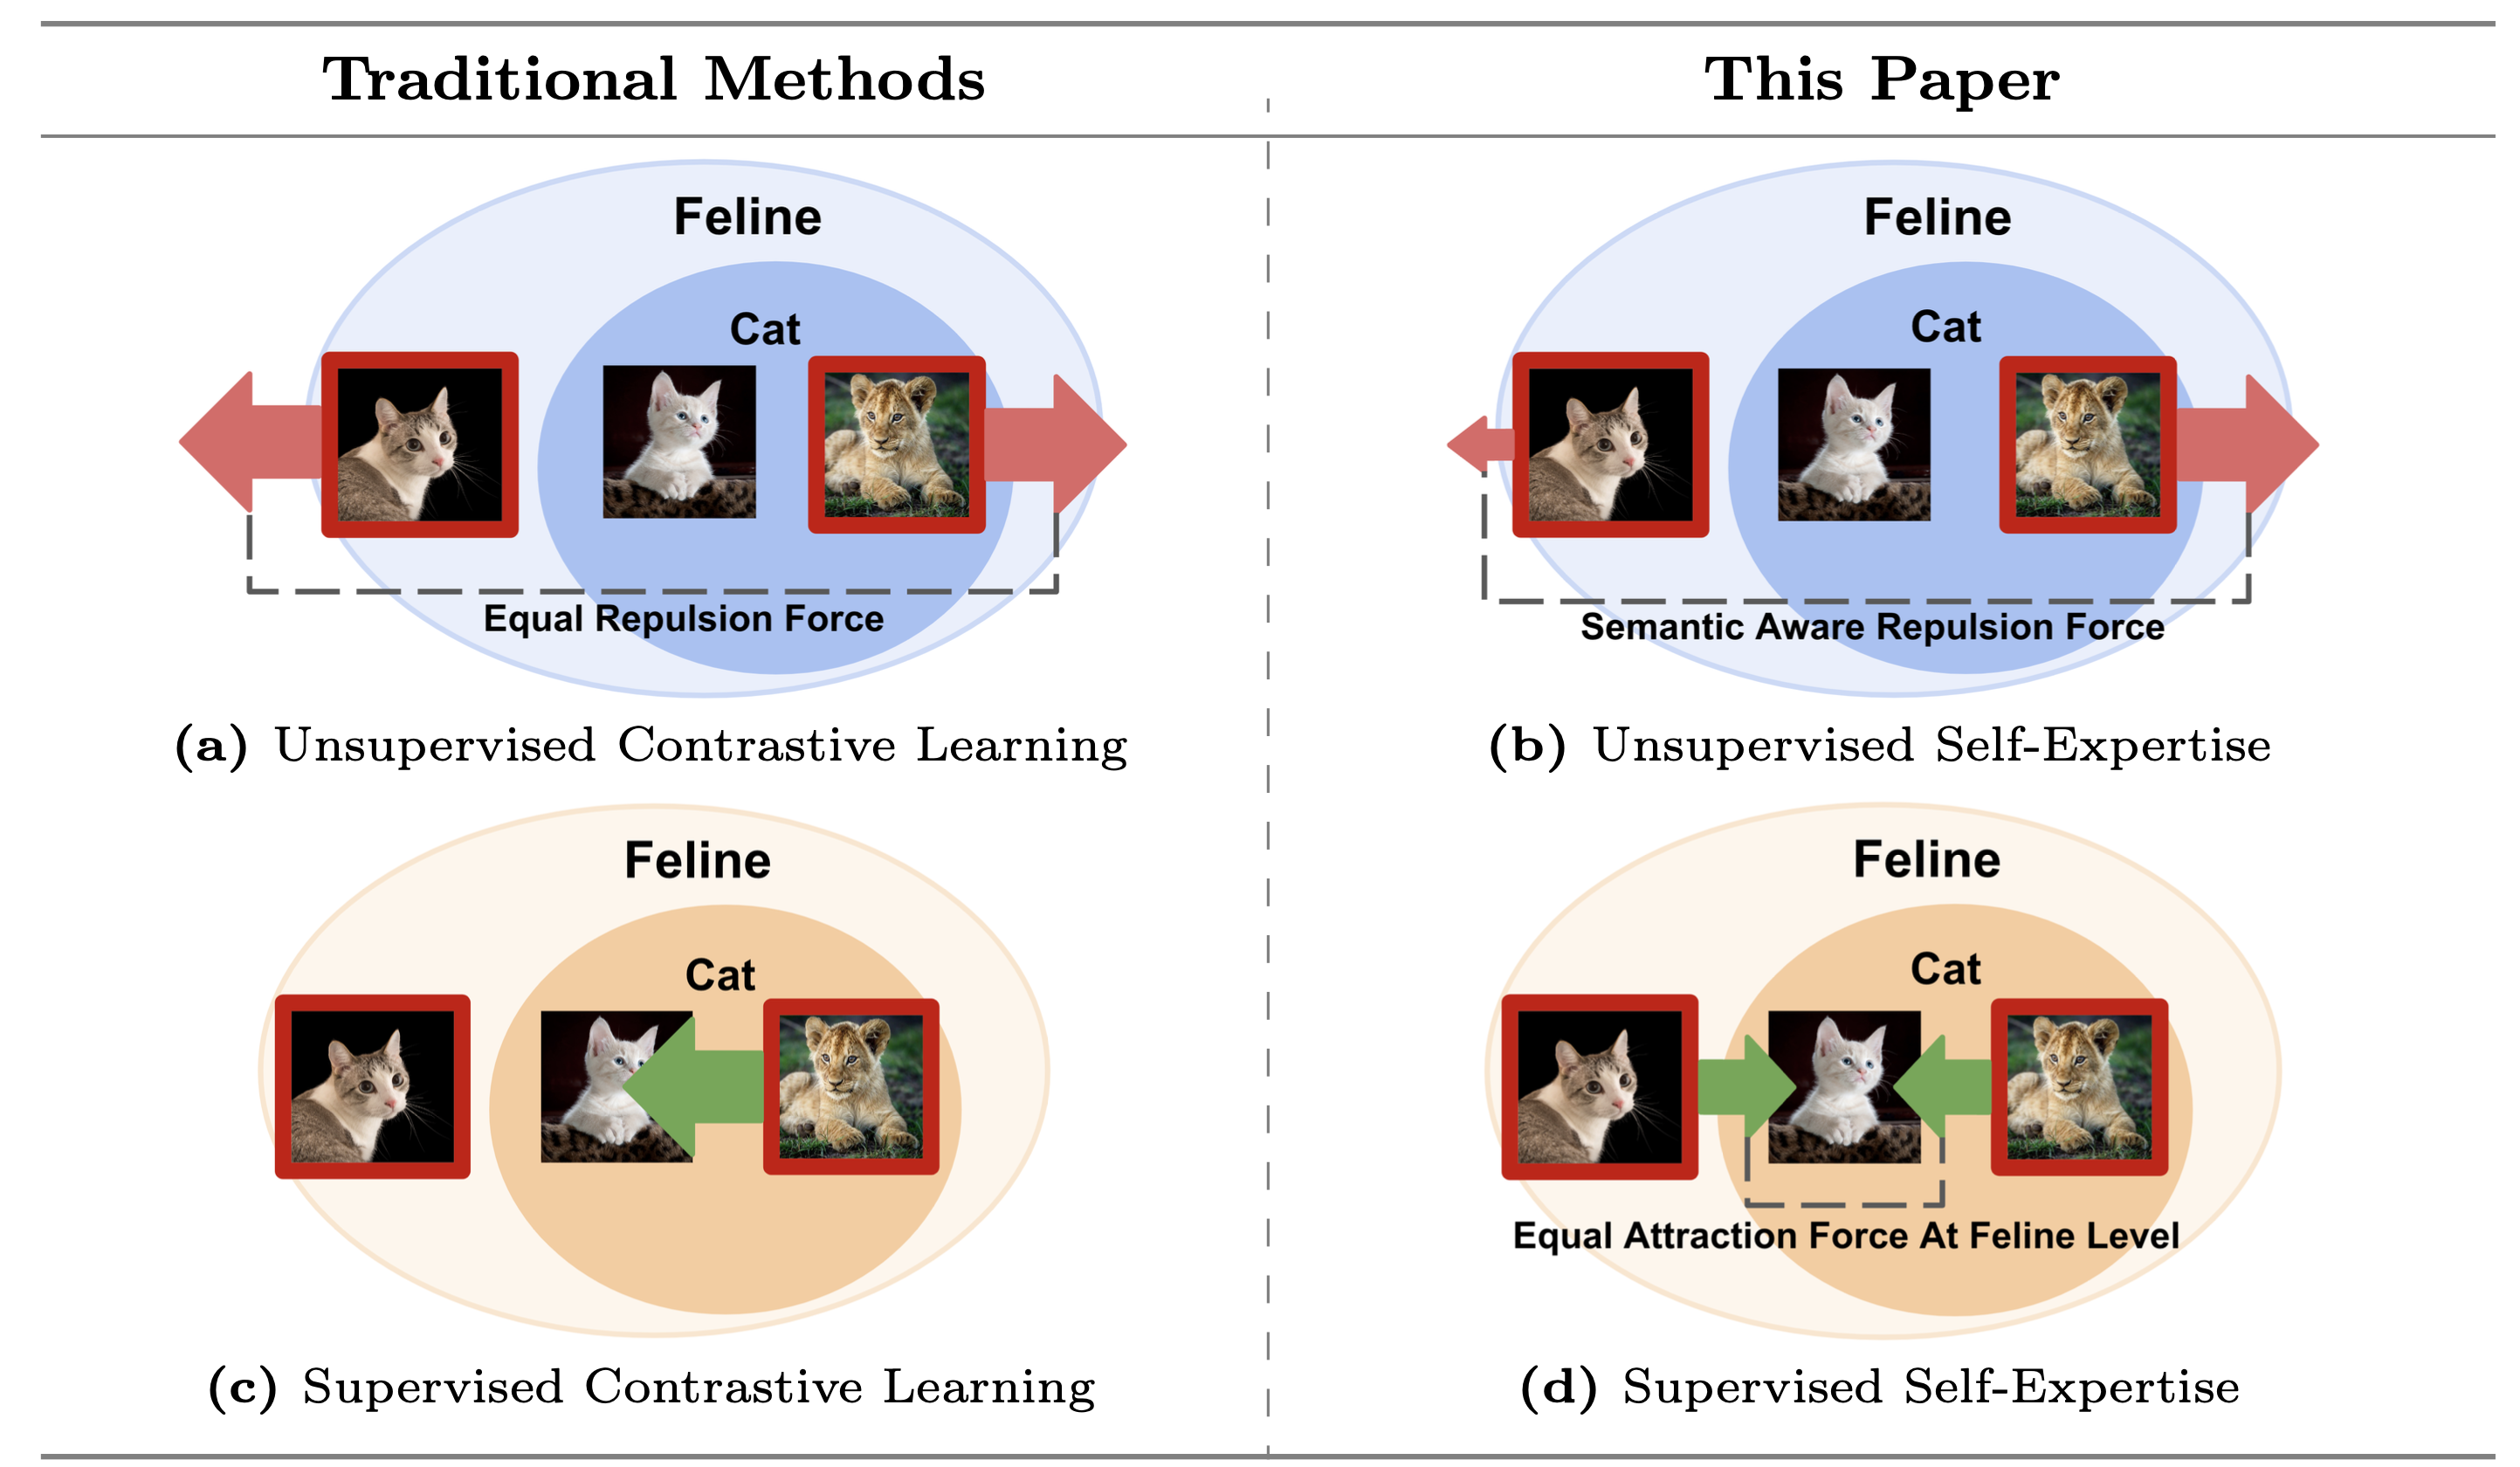 Traditional Methods
This Paper
Feline
Cat
Equal Repulsion Force
(a) Unsupervised Contrastive Learning
Feline
Cat
Semantic Aware Repulsion Force
(b) Unsupervised Self-Expertise
Feline
Cat
(c) Supervised Contrastive Learning
Feline
Cat
Equal Attraction Force At Feline Level
(d) Supervised Self-Expertise